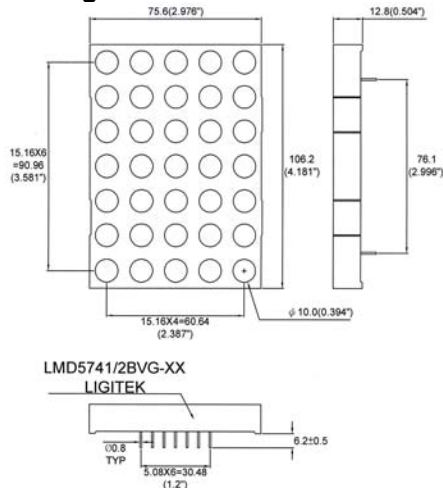 75.6(2.976")
12.8(0.504")
15.16X6
=90.96
(3.581")
106.2
(4.181")
76.1
(2.996")
15.16X4=60.64
(2.387")
ϕ 10.0(0.394")
LMD5741/2BVG-XX
LIGITEK
∅0.8
TYP
5.08X6=30.48
(1.2")
6.2±0.5